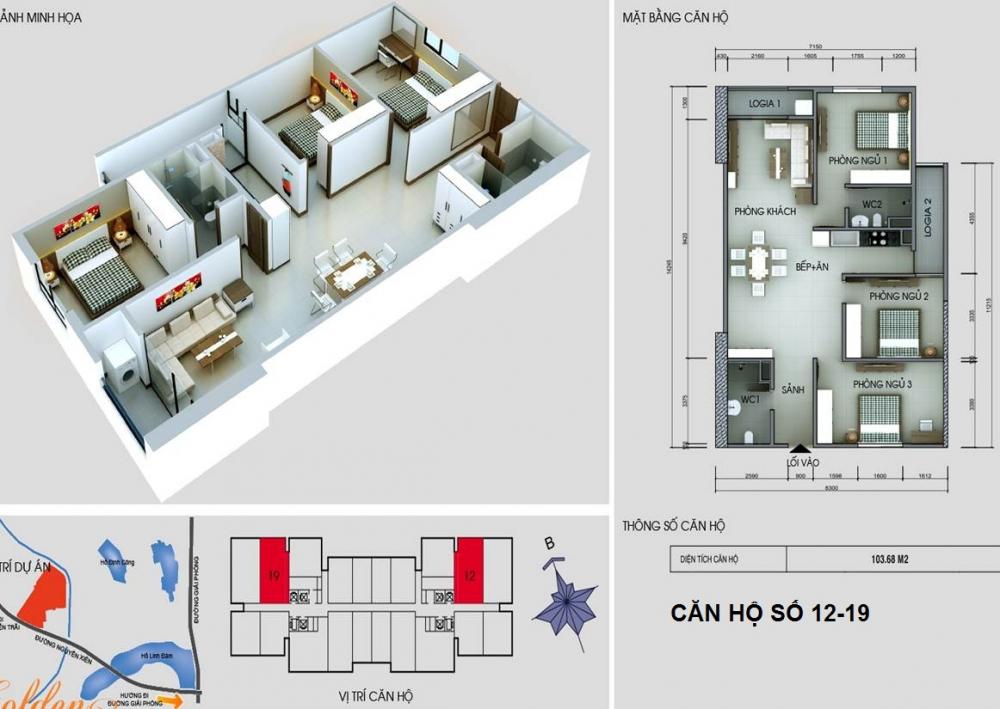 ẢNH MINH HỌA
MẶT BẰNG CĂN HỘ
7150
430 2160 1605 1755 1200
LOGIA 1
PHÒNG NGỦ 1
WC2
LOGIA 2
PHÒNG KHÁCH
BẾP+ĂN
PHÒNG NGỦ 2
PHÒNG NGỦ 3
SẢNH
WC1
LỐI VÀO
1300
9420
14245
3375
4355
3335
11215
3390
2590 900 1598 1600 1612
8300
THÔNG SỐ CĂN HỘ
DIỆN TÍCH CĂN HỘ 103.68 M2
CĂN HỘ SỐ 12-19
TRÍ DỰ ÁN
Hồ Định Công
ĐƯỜNG GIẢI PHÓNG
ĐƯỜNG NGUYỄN XIỂN
Hồ Linh Đàm
HƯỚNG ĐI
ĐƯỜNG GIẢI PHÓNG
Golden
19
12
B
VỊ TRÍ CĂN HỘ